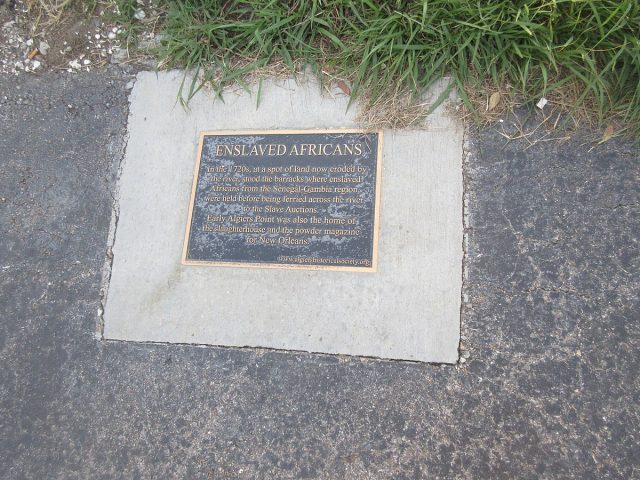 ENSLAVED AFRICANS
In the 1720s, at a spot of land now eroded by
the river, stood the barracks where enslaved
Africans from the Senegal-Gambia region
were held before being ferried across the river
to the Slave Auctions.
Early Algiers Point was also the home of
the slaughterhouse and the powder magazine
for New Orleans.
www.algiershistoricalsociety.org